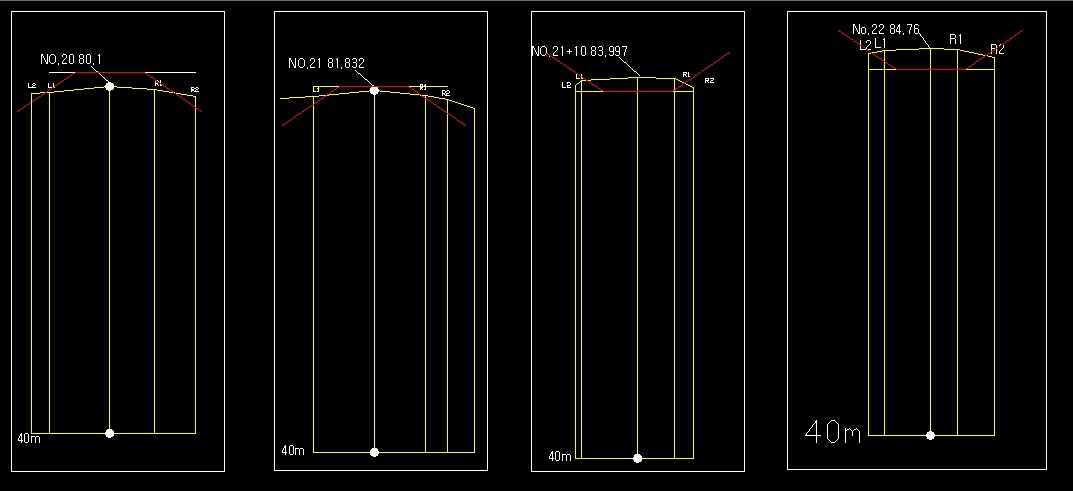 NO,20 80,1
L2 L1 R1 R2
40m
NO,21 81,832
L1 R1 R2
40m
NO,21+10 83,997
L1 R1
L2 R2
40m
No,22 84,76
L2 L1 R1 R2
40m